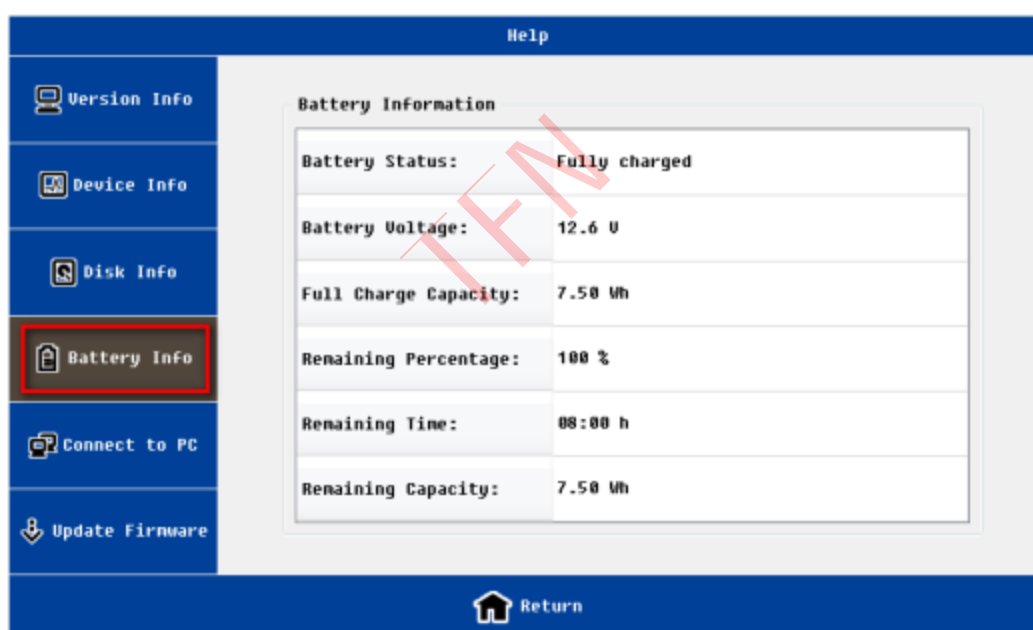 Help
Version Info
Device Info
Disk Info
Battery Info
Connect to PC
Update Firmware
Battery Information
Battery Status: Fully charged
Battery Voltage: 12.6 V
Full Charge Capacity: 7.50 Wh
Remaining Percentage: 100 %
Remaining Time: 08:00 h
Remaining Capacity: 7.50 Wh
TFN
Return